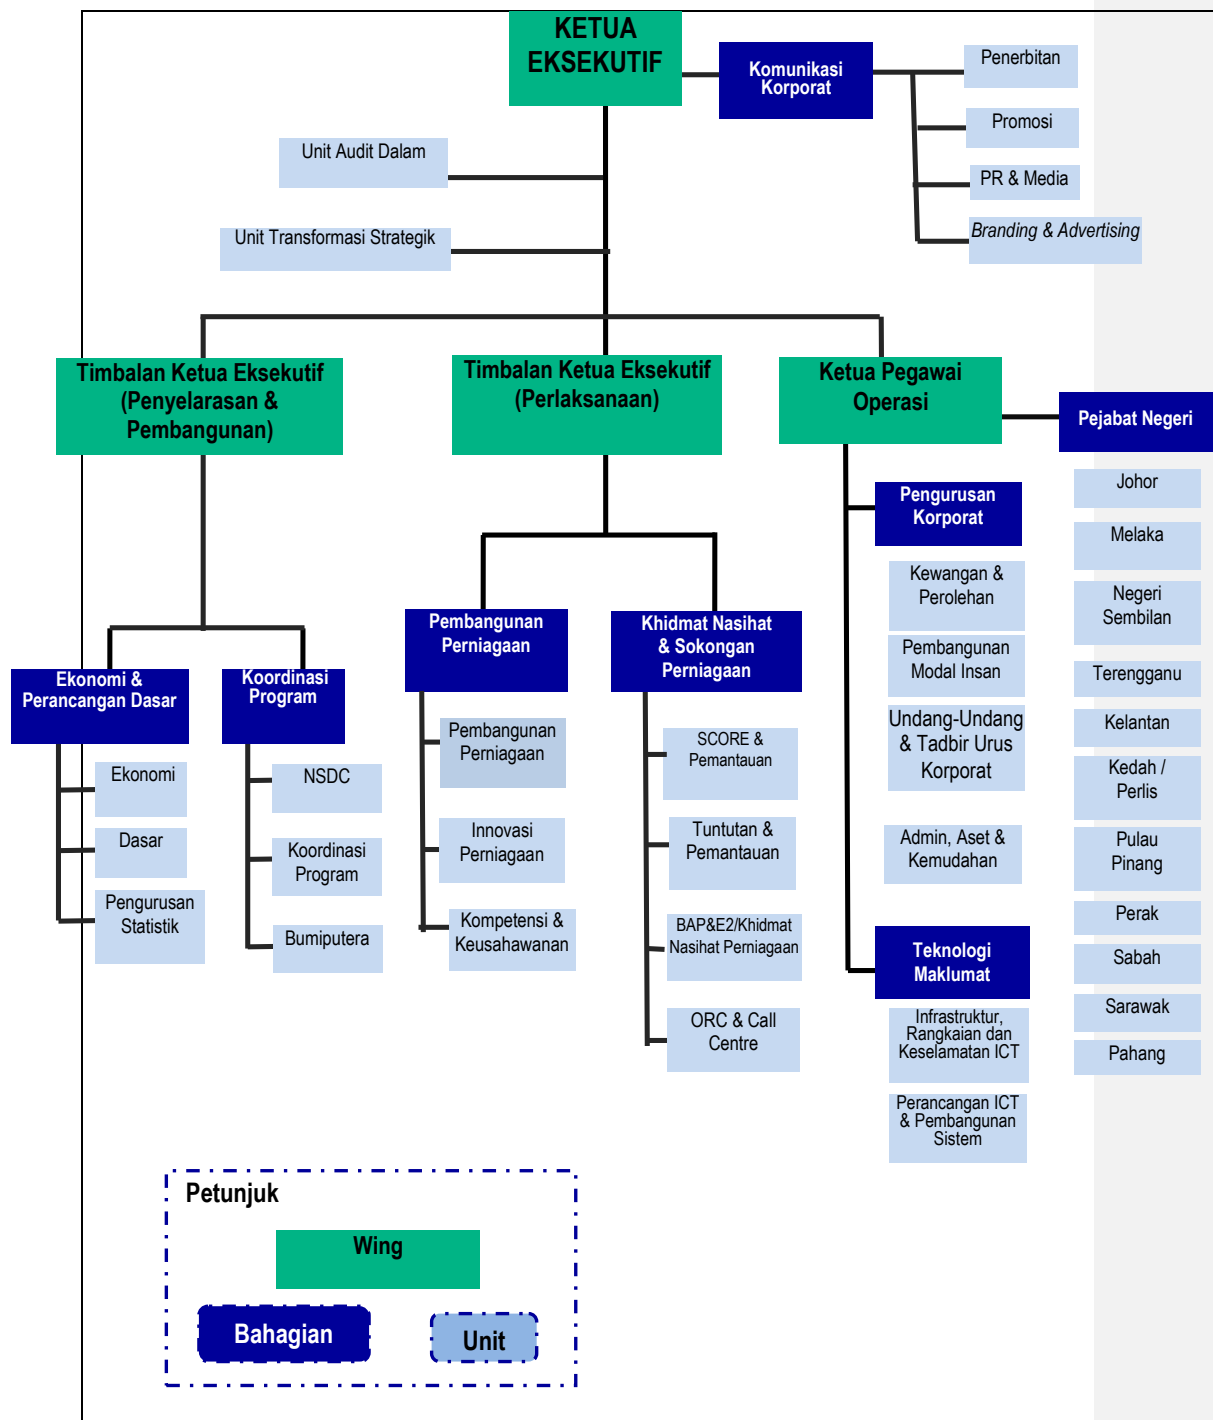 KETUA
EKSEKUTIF
Komunikasi
Korporat
Penerbitan
Promosi
PR & Media
Branding & Advertising
Unit Audit Dalam
Unit Transformasi Strategik
Timbalan Ketua Eksekutif
(Penyelarasan &
Pembangunan)
Timbalan Ketua Eksekutif
(Perlaksanaan)
Ketua Pegawai
Operasi
Pejabat Negeri
Ekonomi &
Perancangan Dasar
Ekonomi
Dasar
Pengurusan
Statistik
Koordinasi
Program
NSDC
Koordinasi
Program
Bumiputera
Pembangunan
Perniagaan
Pembangunan
Perniagaan
Innovasi
Perniagaan
Kompetensi &
Keusahawanan
Khidmat Nasihat
& Sokongan
Perniagaan
SCORE &
Pemantauan
Tuntutan &
Pemantauan
BAP&E2/Khidmat
Nasihat Perniagaan
ORC & Call
Centre
Pengurusan
Korporat
Kewangan &
Perolehan
Pembangunan
Modal Insan
Undang-Undang
& Tadbir Urus
Korporat
Admin, Aset &
Kemudahan
Teknologi
Maklumat
Infrastruktur,
Rangkaian dan
Keselamatan ICT
Perancangan ICT
& Pembangunan
Sistem
Johor
Melaka
Negeri
Sembilan
Terengganu
Kelantan
Kedah /
Perlis
Pulau
Pinang
Perak
Sabah
Sarawak
Pahang
Petunjuk
Wing
Bahagian
Unit